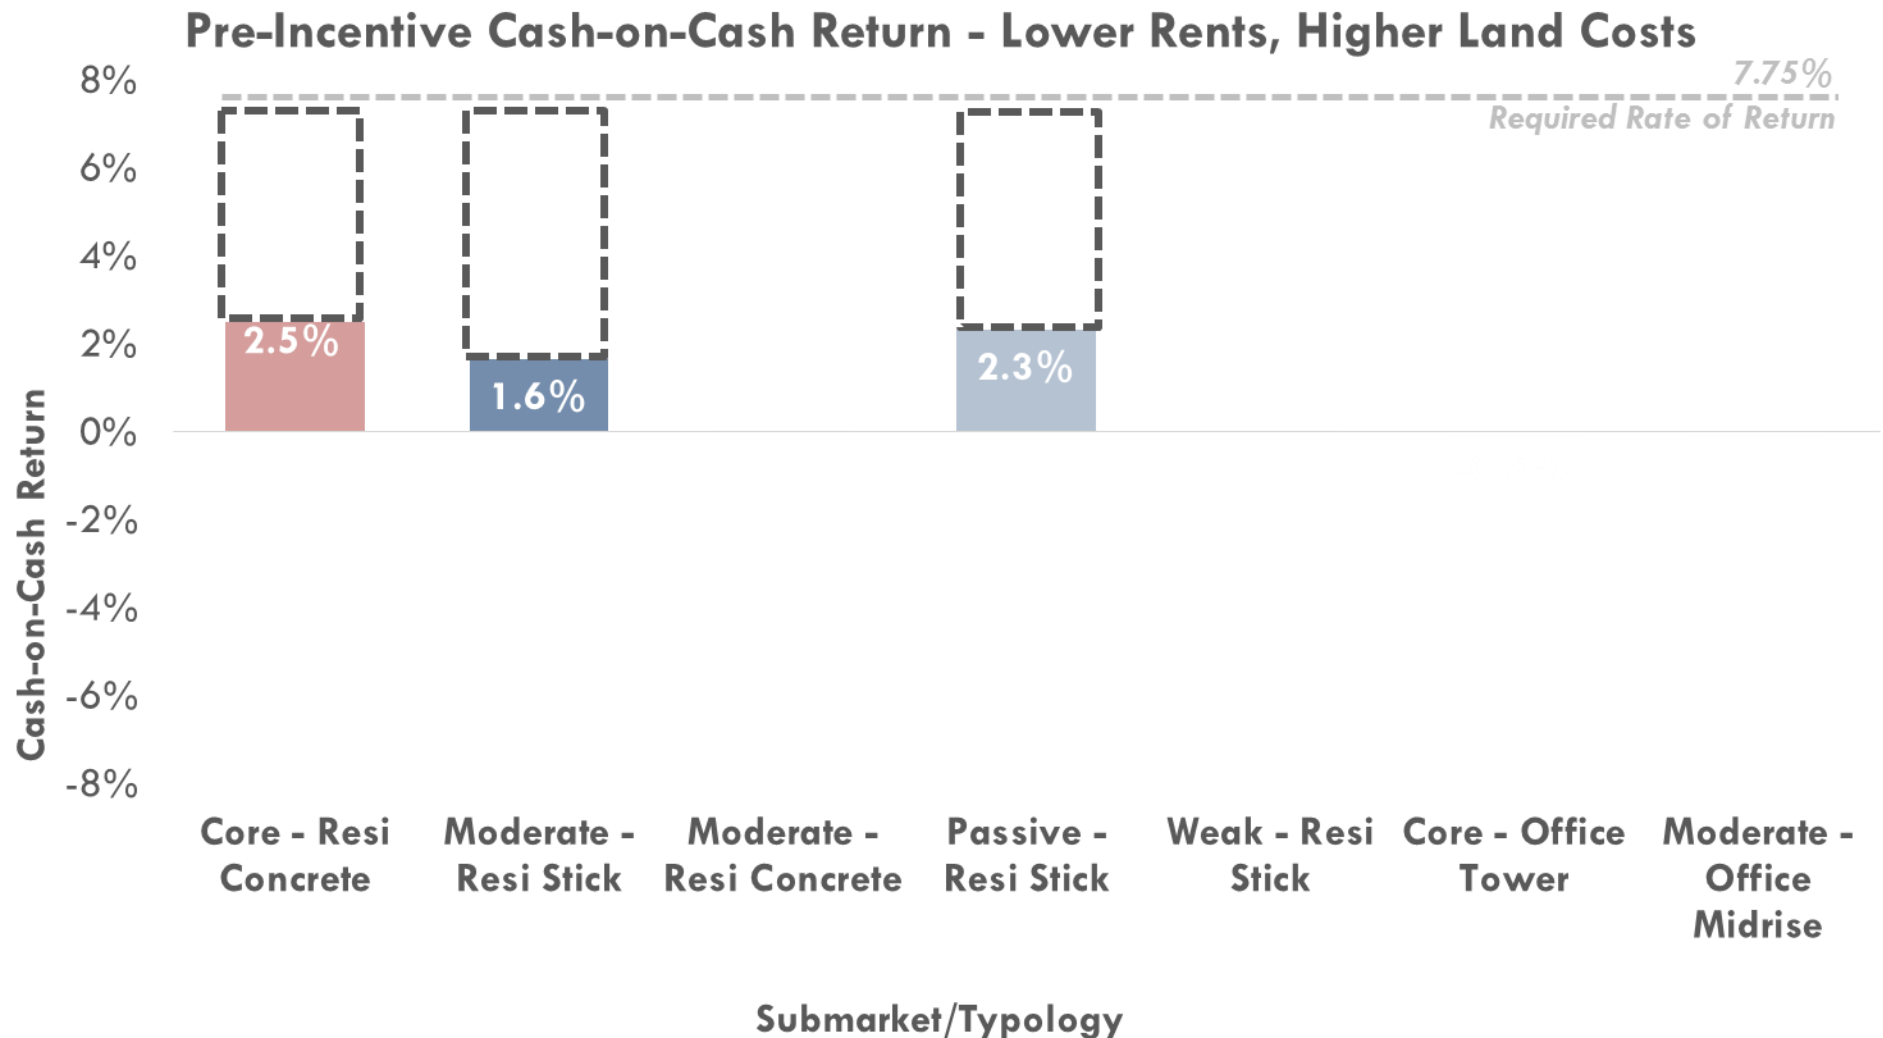 Pre-Incentive Cash-on-Cash Return - Lower Rents, Higher Land Costs
8%
7.75%
Required Rate of Return
6%
4%
2%
0%
-2%
-4%
-6%
-8%
Cash-on-Cash Return
2.5%
1.6%
2.3%
Core - Resi
Concrete
Moderate -
Resi Stick
Moderate -
Resi Concrete
Passive -
Resi Stick
Weak - Resi
Stick
Core - Office
Tower
Moderate -
Office
Midrise
Submarket/Typology